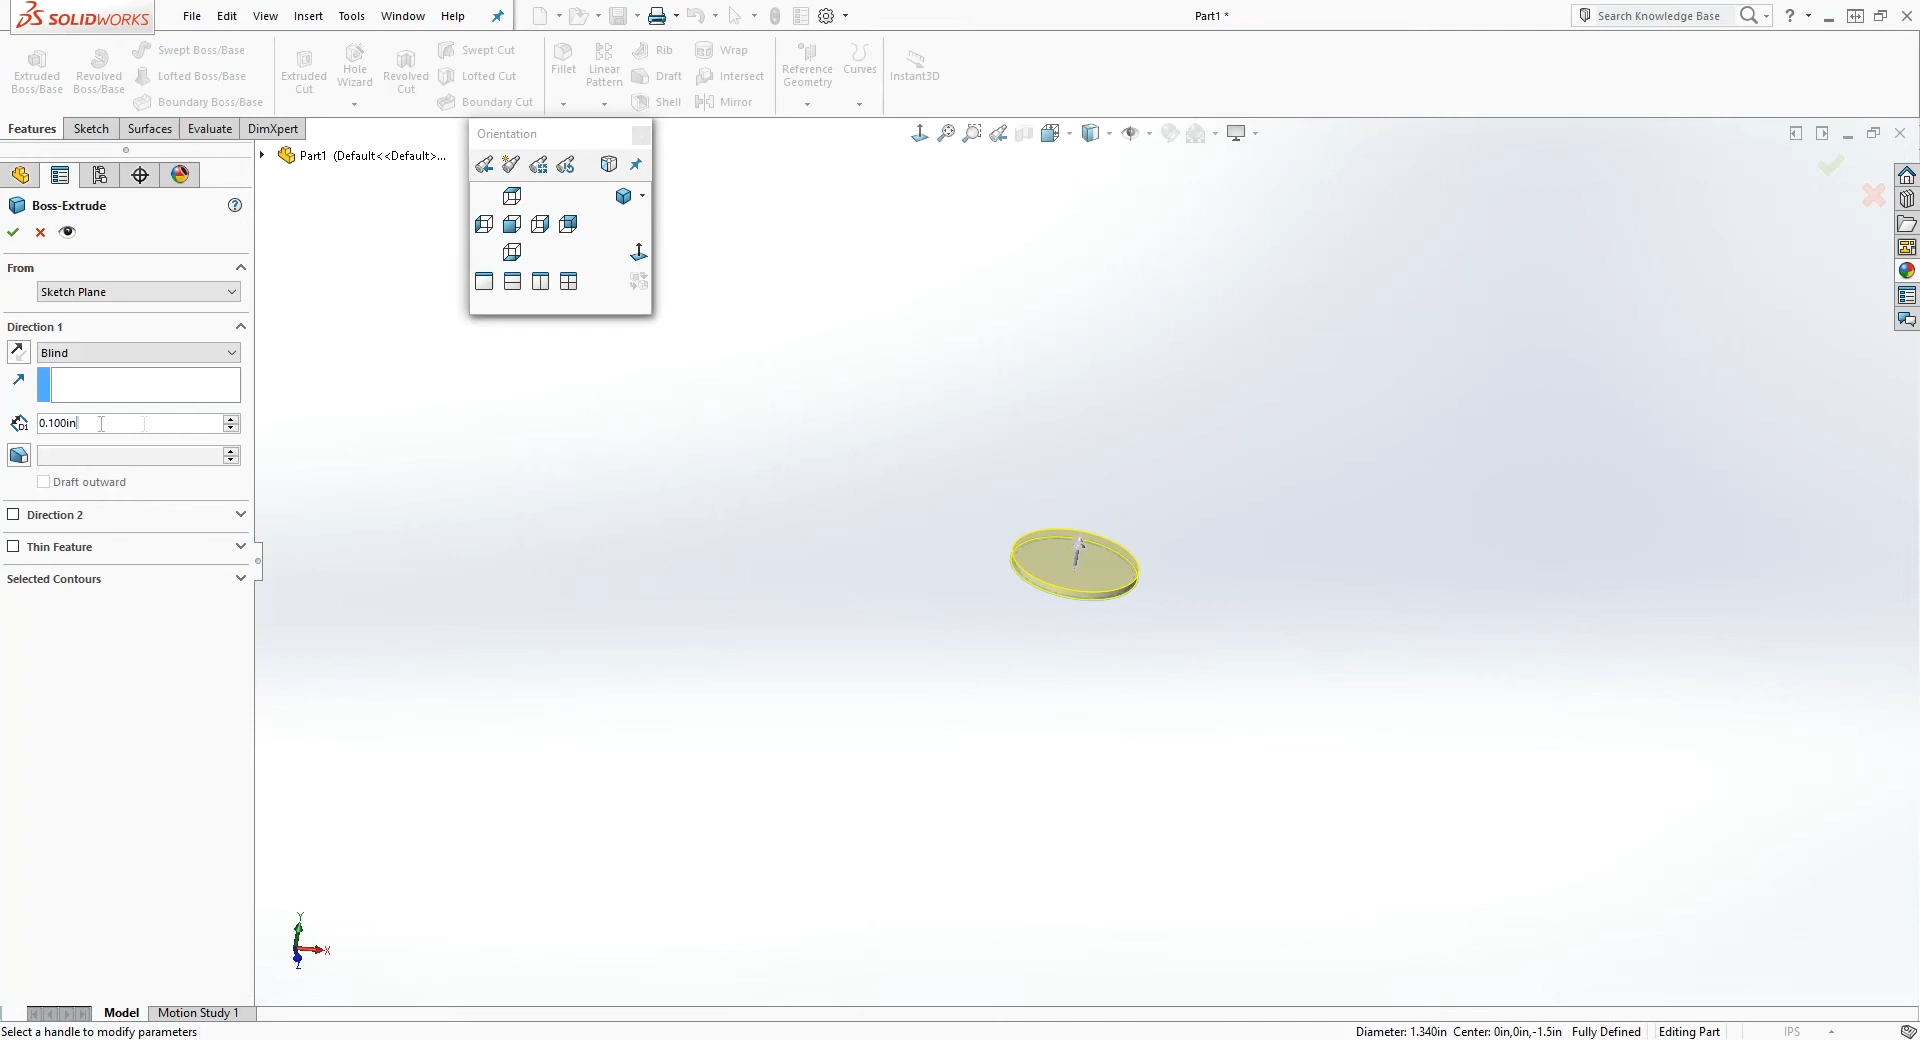 SOLIDWORKS File Edit View Insert Tools Window Help Part1 * Search Knowledge Base ?
Extruded Boss/Base
Revolved Boss/Base
Swept Boss/Base
Lofted Boss/Base
Boundary Boss/Base
Extruded Cut
Hole Wizard
Revolved Cut
Swept Cut
Lofted Cut
Boundary Cut
Fillet
Linear Pattern
Rib
Draft
Shell
Wrap
Intersect
Mirror
Reference Geometry
Curves
Instant3D
Features Sketch Surfaces Evaluate DimXpert
Orientation
Part1 (Default<<Default>...
Boss-Extrude
From
Sketch Plane
Direction 1
Blind
D1
0.100in
Draft outward
Direction 2
Thin Feature
Selected Contours
Y
X
Z
Model Motion Study 1
Select a handle to modify parameters Diameter: 1.340in Center: 0in,0in,-1.5in Fully Defined Editing Part IPS